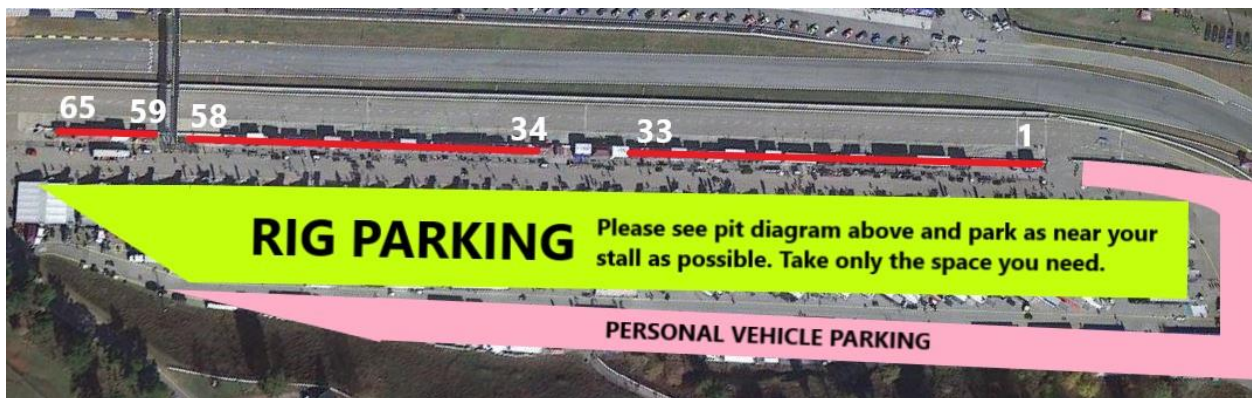 65
59
58
34
33
1
RIG PARKING
Please see pit diagram above and park as near your
stall as possible. Take only the space you need.
PERSONAL VEHICLE PARKING